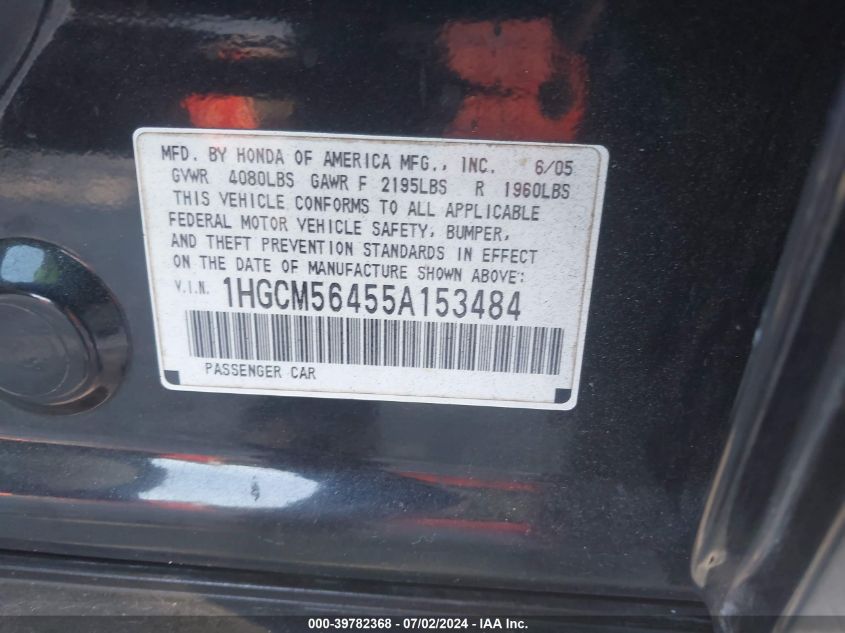 MFD. BY HONDA OF AMERICA MFG., INC. 6/05
GVWR 4080LBS GAWR F 2195LBS R 1960LBS
THIS VEHICLE CONFORMS TO ALL APPLICABLE
FEDERAL MOTOR VEHICLE SAFETY, BUMPER,
AND THEFT PREVENTION STANDARDS IN EFFECT
ON THE DATE OF MANUFACTURE SHOWN ABOVE:
V.I.N. 1HGCM56455A153484
PASSENGER CAR
000-39782368 - 07/02/2024 - IAA Inc.